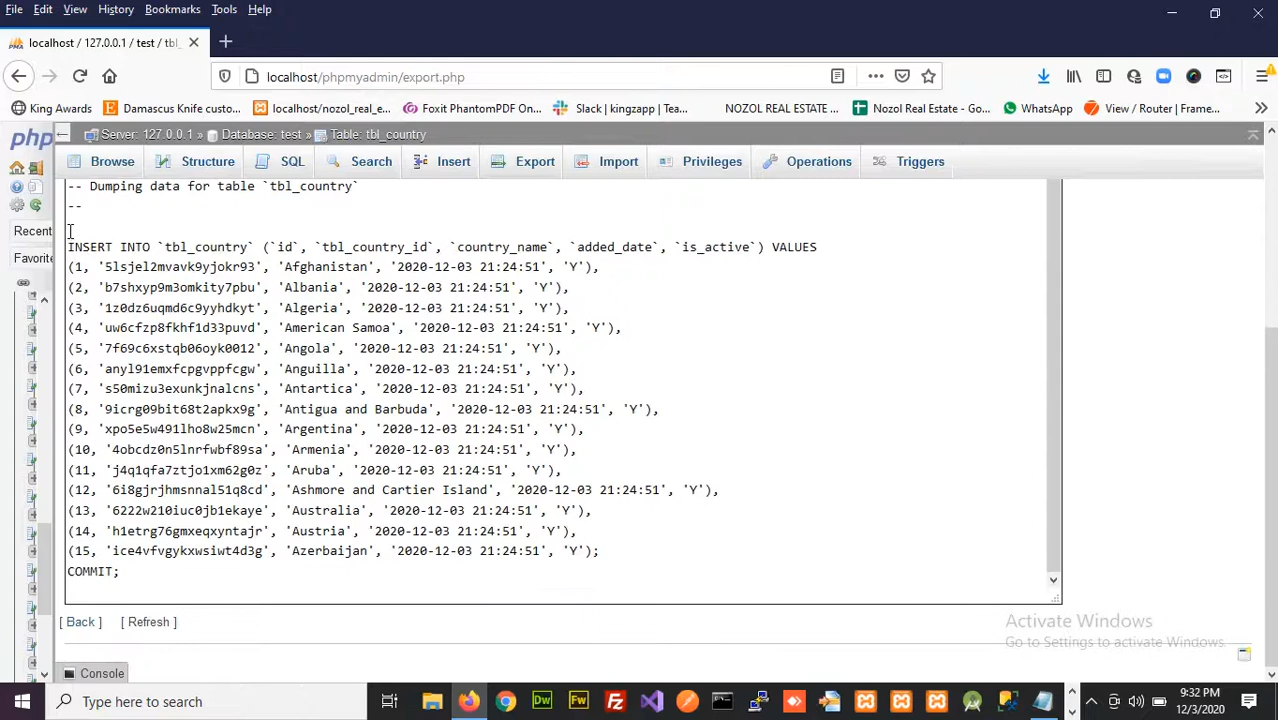 File Edit View History Bookmarks Tools Help
localhost / 127.0.0.1 / test / tbl_
localhost/phpmyadmin/export.php
King Awards Damascus Knife custo... localhost/nozol_real_e... Foxit PhantomPDF On... Slack | kingzapp | Tea... NOZOL REAL ESTATE Nozol Real Estate - Go... WhatsApp View / Router | Frame...
php Server: 127.0.0.1 » Database: test » Table: tbl_country
Browse Structure SQL Search Insert Export Import Privileges Operations Triggers
Recent
Favorite
-- Dumping data for table `tbl_country`
--
INSERT INTO `tbl_country` (`id`, `tbl_country_id`, `country_name`, `added_date`, `is_active`) VALUES
(1, '5lsjel2mvavk9yjokr93', 'Afghanistan', '2020-12-03 21:24:51', 'Y'),
(2, 'b7shxyp9m3omkity7pbu', 'Albania', '2020-12-03 21:24:51', 'Y'),
(3, '1z0dz6uqmd6c9yyhdkyt', 'Algeria', '2020-12-03 21:24:51', 'Y'),
(4, 'uw6cfzp8fkhf1d33puvd', 'American Samoa', '2020-12-03 21:24:51', 'Y'),
(5, '7f69c6xstqb06oyk0012', 'Angola', '2020-12-03 21:24:51', 'Y'),
(6, 'anyl91emxfcpgvppfcgw', 'Anguilla', '2020-12-03 21:24:51', 'Y'),
(7, 's50mizu3exunkjnalcns', 'Antartica', '2020-12-03 21:24:51', 'Y'),
(8, '9icrg09bit68t2apkx9g', 'Antigua and Barbuda', '2020-12-03 21:24:51', 'Y'),
(9, 'xpo5e5w491lho8w25mcn', 'Argentina', '2020-12-03 21:24:51', 'Y'),
(10, '4obcdz0n5lnrfwbf89sa', 'Armenia', '2020-12-03 21:24:51', 'Y'),
(11, 'j4q1qfa7ztjo1xm62g0z', 'Aruba', '2020-12-03 21:24:51', 'Y'),
(12, '6i8gjrjhmsnnal51q8cd', 'Ashmore and Cartier Island', '2020-12-03 21:24:51', 'Y'),
(13, '6222w210iuc0jb1ekaye', 'Australia', '2020-12-03 21:24:51', 'Y'),
(14, 'h1etrg76gmxeqxyntajr', 'Austria', '2020-12-03 21:24:51', 'Y'),
(15, 'ice4vfvgykxwsiwt4d3g', 'Azerbaijan', '2020-12-03 21:24:51', 'Y');
COMMIT;
[ Back ] [ Refresh ]
Activate Windows
Go to Settings to activate Windows.
Console
Type here to search
Dw Fw
9:32 PM
12/3/2020